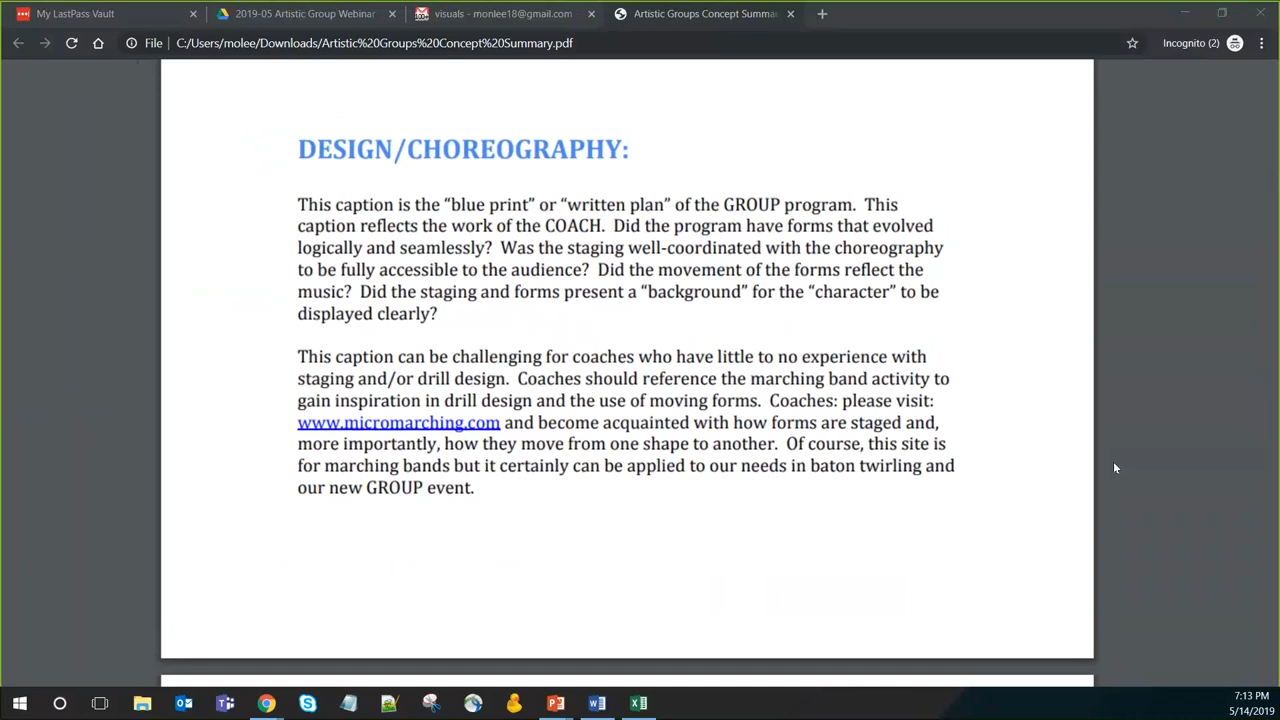 My LastPass Vault
2019-05 Artistic Group Webinar
visuals - monlee18@gmail.com
Artistic Groups Concept Summar
File
C:/Users/molee/Downloads/Artistic%20Groups%20Concept%20Summary.pdf
Incognito (2)
DESIGN/CHOREOGRAPHY:
This caption is the “blue print” or “written plan” of the GROUP program.  This
caption reflects the work of the COACH.  Did the program have forms that evolved
logically and seamlessly?  Was the staging well-coordinated with the choreography
to be fully accessible to the audience?  Did the movement of the forms reflect the
music?  Did the staging and forms present a “background” for the “character” to be
displayed clearly?
This caption can be challenging for coaches who have little to no experience with
staging and/or drill design.  Coaches should reference the marching band activity to
gain inspiration in drill design and the use of moving forms.  Coaches: please visit:
www.micromarching.com and become acquainted with how forms are staged and,
more importantly, how they move from one shape to another.  Of course, this site is
for marching bands but it certainly can be applied to our needs in baton twirling and
our new GROUP event.
7:13 PM
5/14/2019